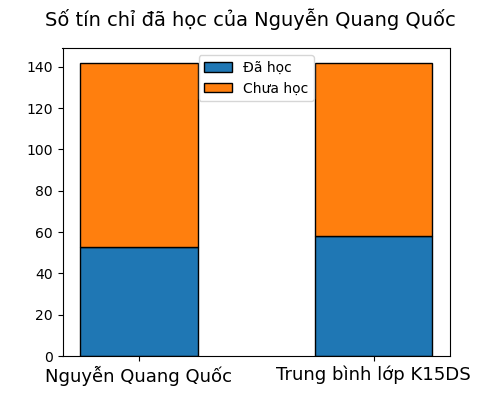 Số tín chỉ đã học của Nguyễn Quang Quốc
Đã học
Chưa học
140
120
100
80
60
40
20
0
Nguyễn Quang Quốc
Trung bình lớp K15DS